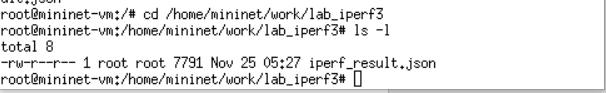 root@mininet-vm:/# cd /home/mininet/work/lab_iperf3
root@mininet-vm:/home/mininet/work/lab_iperf3# ls -l
total 8
-rw-r--r-- 1 root root 7791 Nov 25 05:27 iperf_result.json
root@mininet-vm:/home/mininet/work/lab_iperf3#